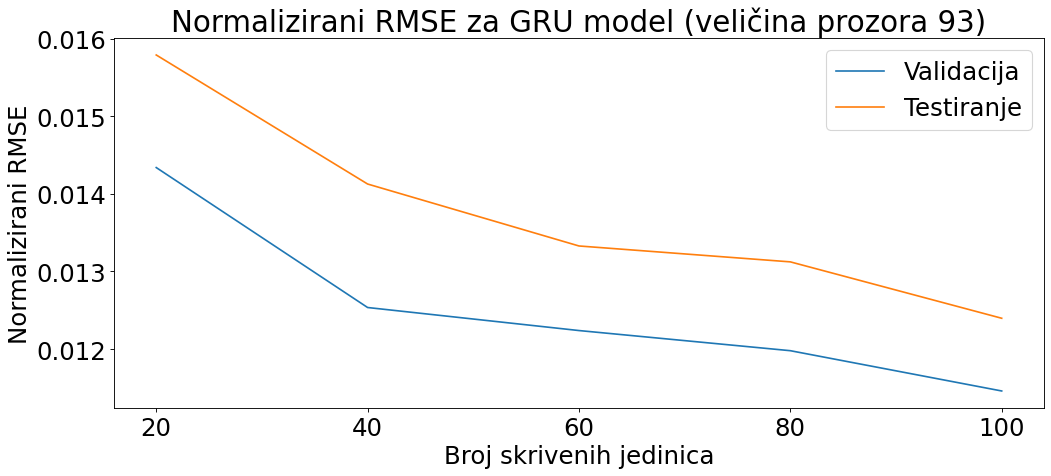 Normalizirani RMSE za GRU model (veličina prozora 93)
Normalizirani RMSE
0.016
0.015
0.014
0.013
0.012
Validacija
Testiranje
20 40 60 80 100
Broj skrivenih jedinica